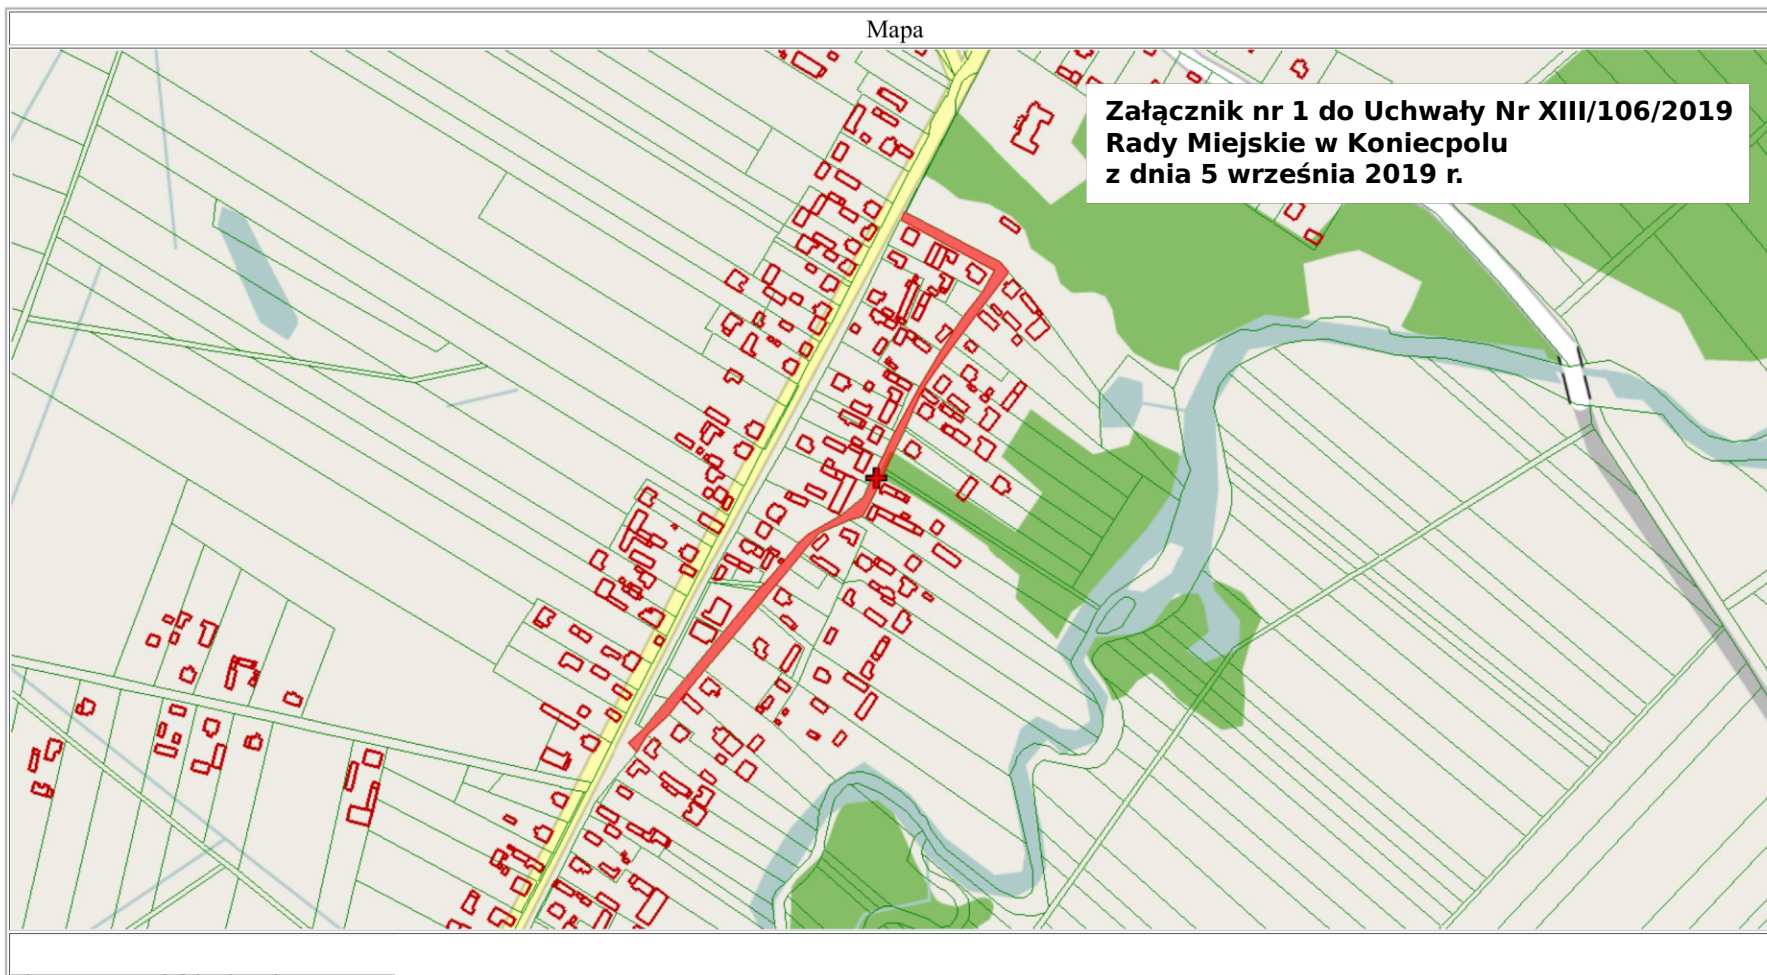 Mapa
Załącznik nr 1 do Uchwały Nr XIII/106/2019
Rady Miejskie w Koniecpolu
z dnia 5 września 2019 r.